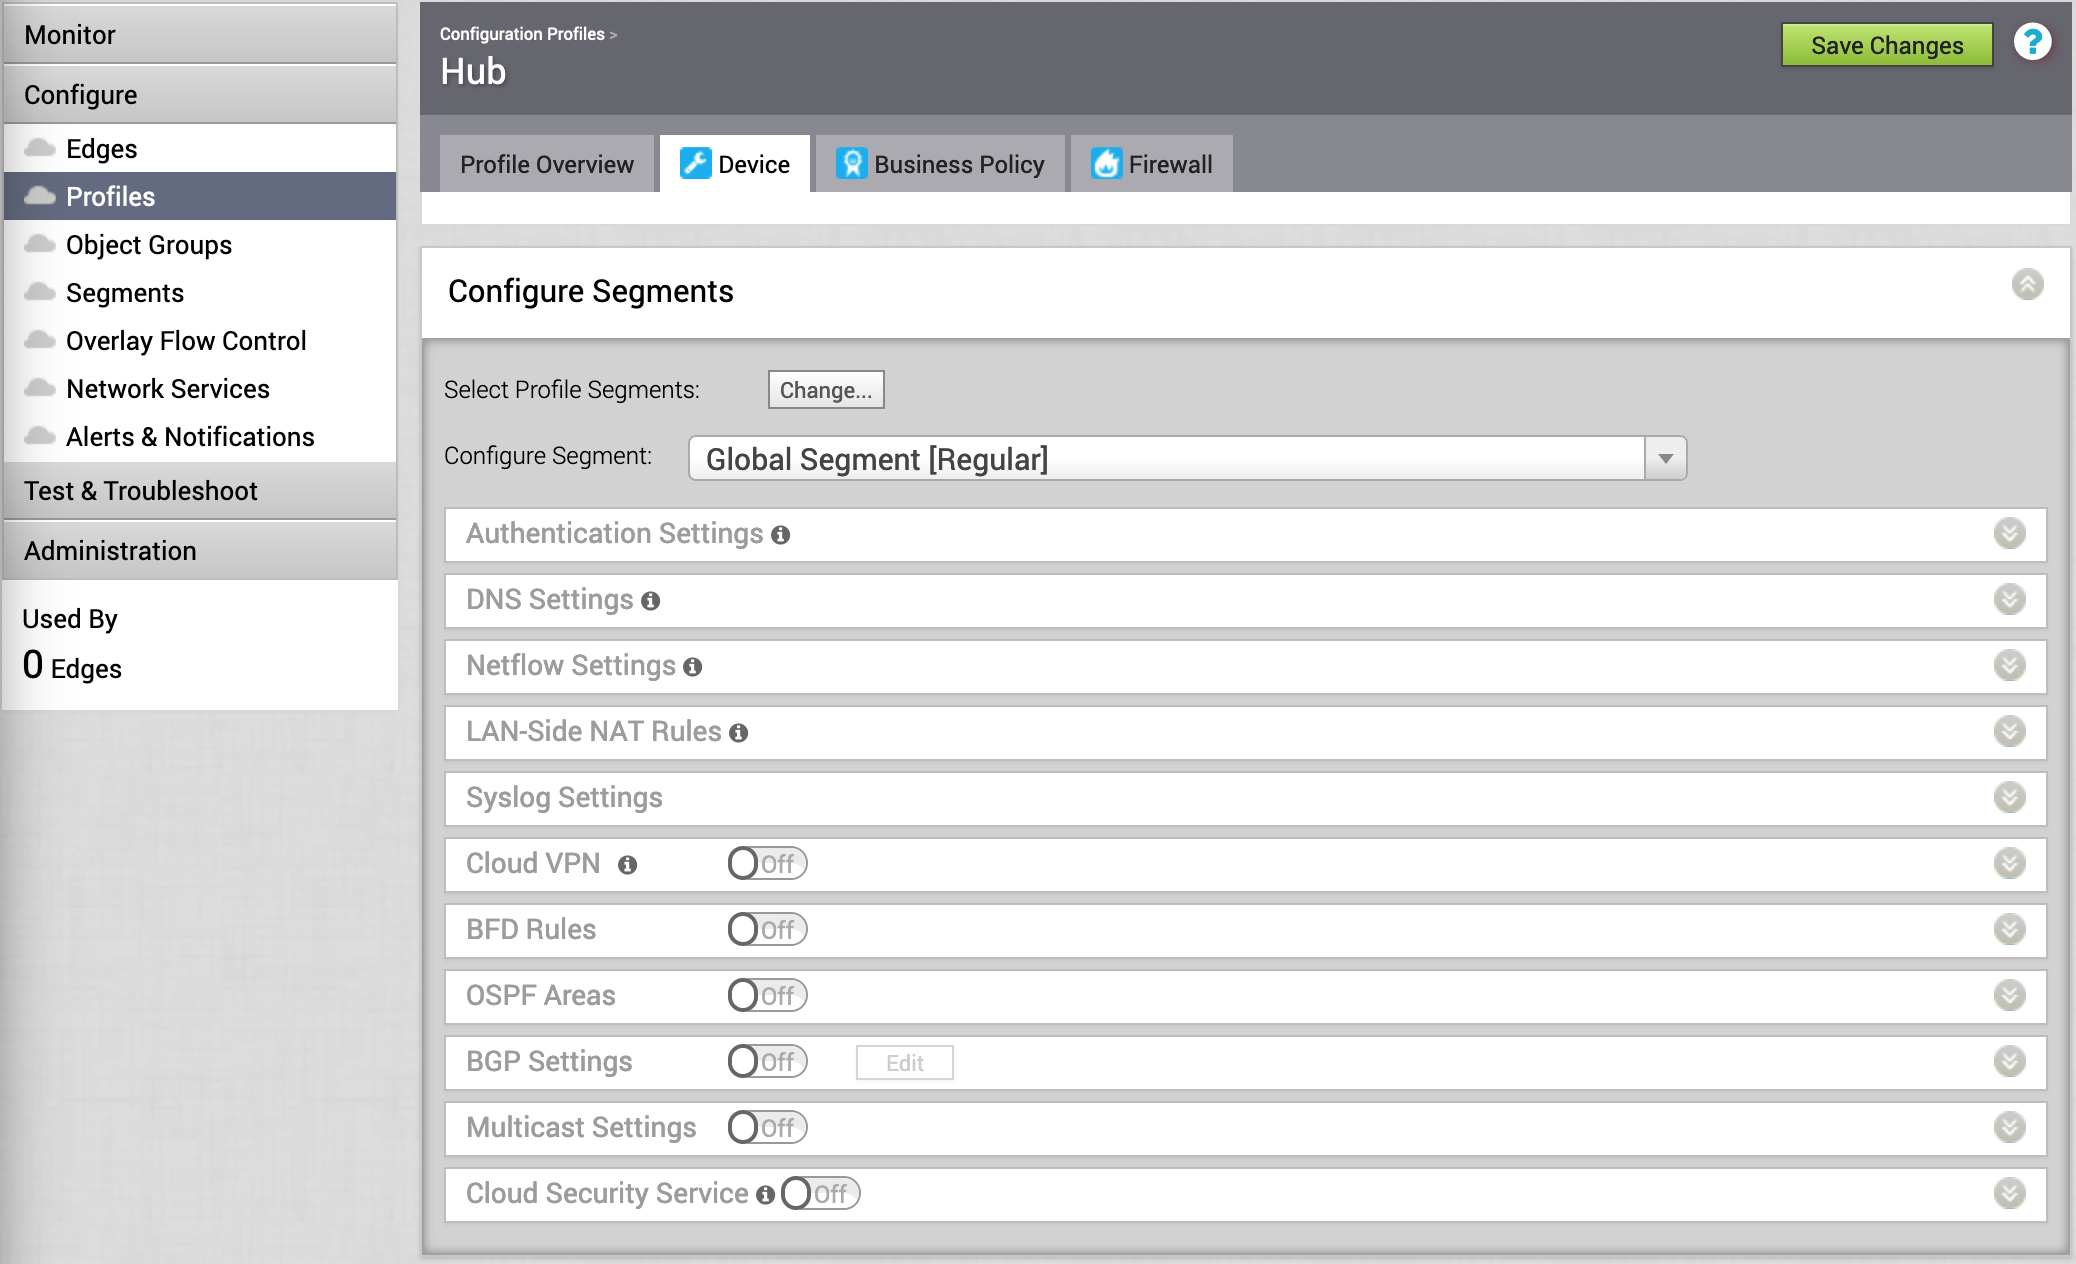 Monitor
Configure
Edges
Profiles
Object Groups
Segments
Overlay Flow Control
Network Services
Alerts & Notifications
Test & Troubleshoot
Administration
Used By
0 Edges
Configuration Profiles >
Hub
Save Changes
?
Profile Overview
Device
Business Policy
Firewall
Configure Segments
Select Profile Segments:
Change...
Configure Segment:
Global Segment [Regular]
Authentication Settings
DNS Settings
Netflow Settings
LAN-Side NAT Rules
Syslog Settings
Cloud VPN
Off
BFD Rules
Off
OSPF Areas
Off
BGP Settings
Off
Edit
Multicast Settings
Off
Cloud Security Service
Off